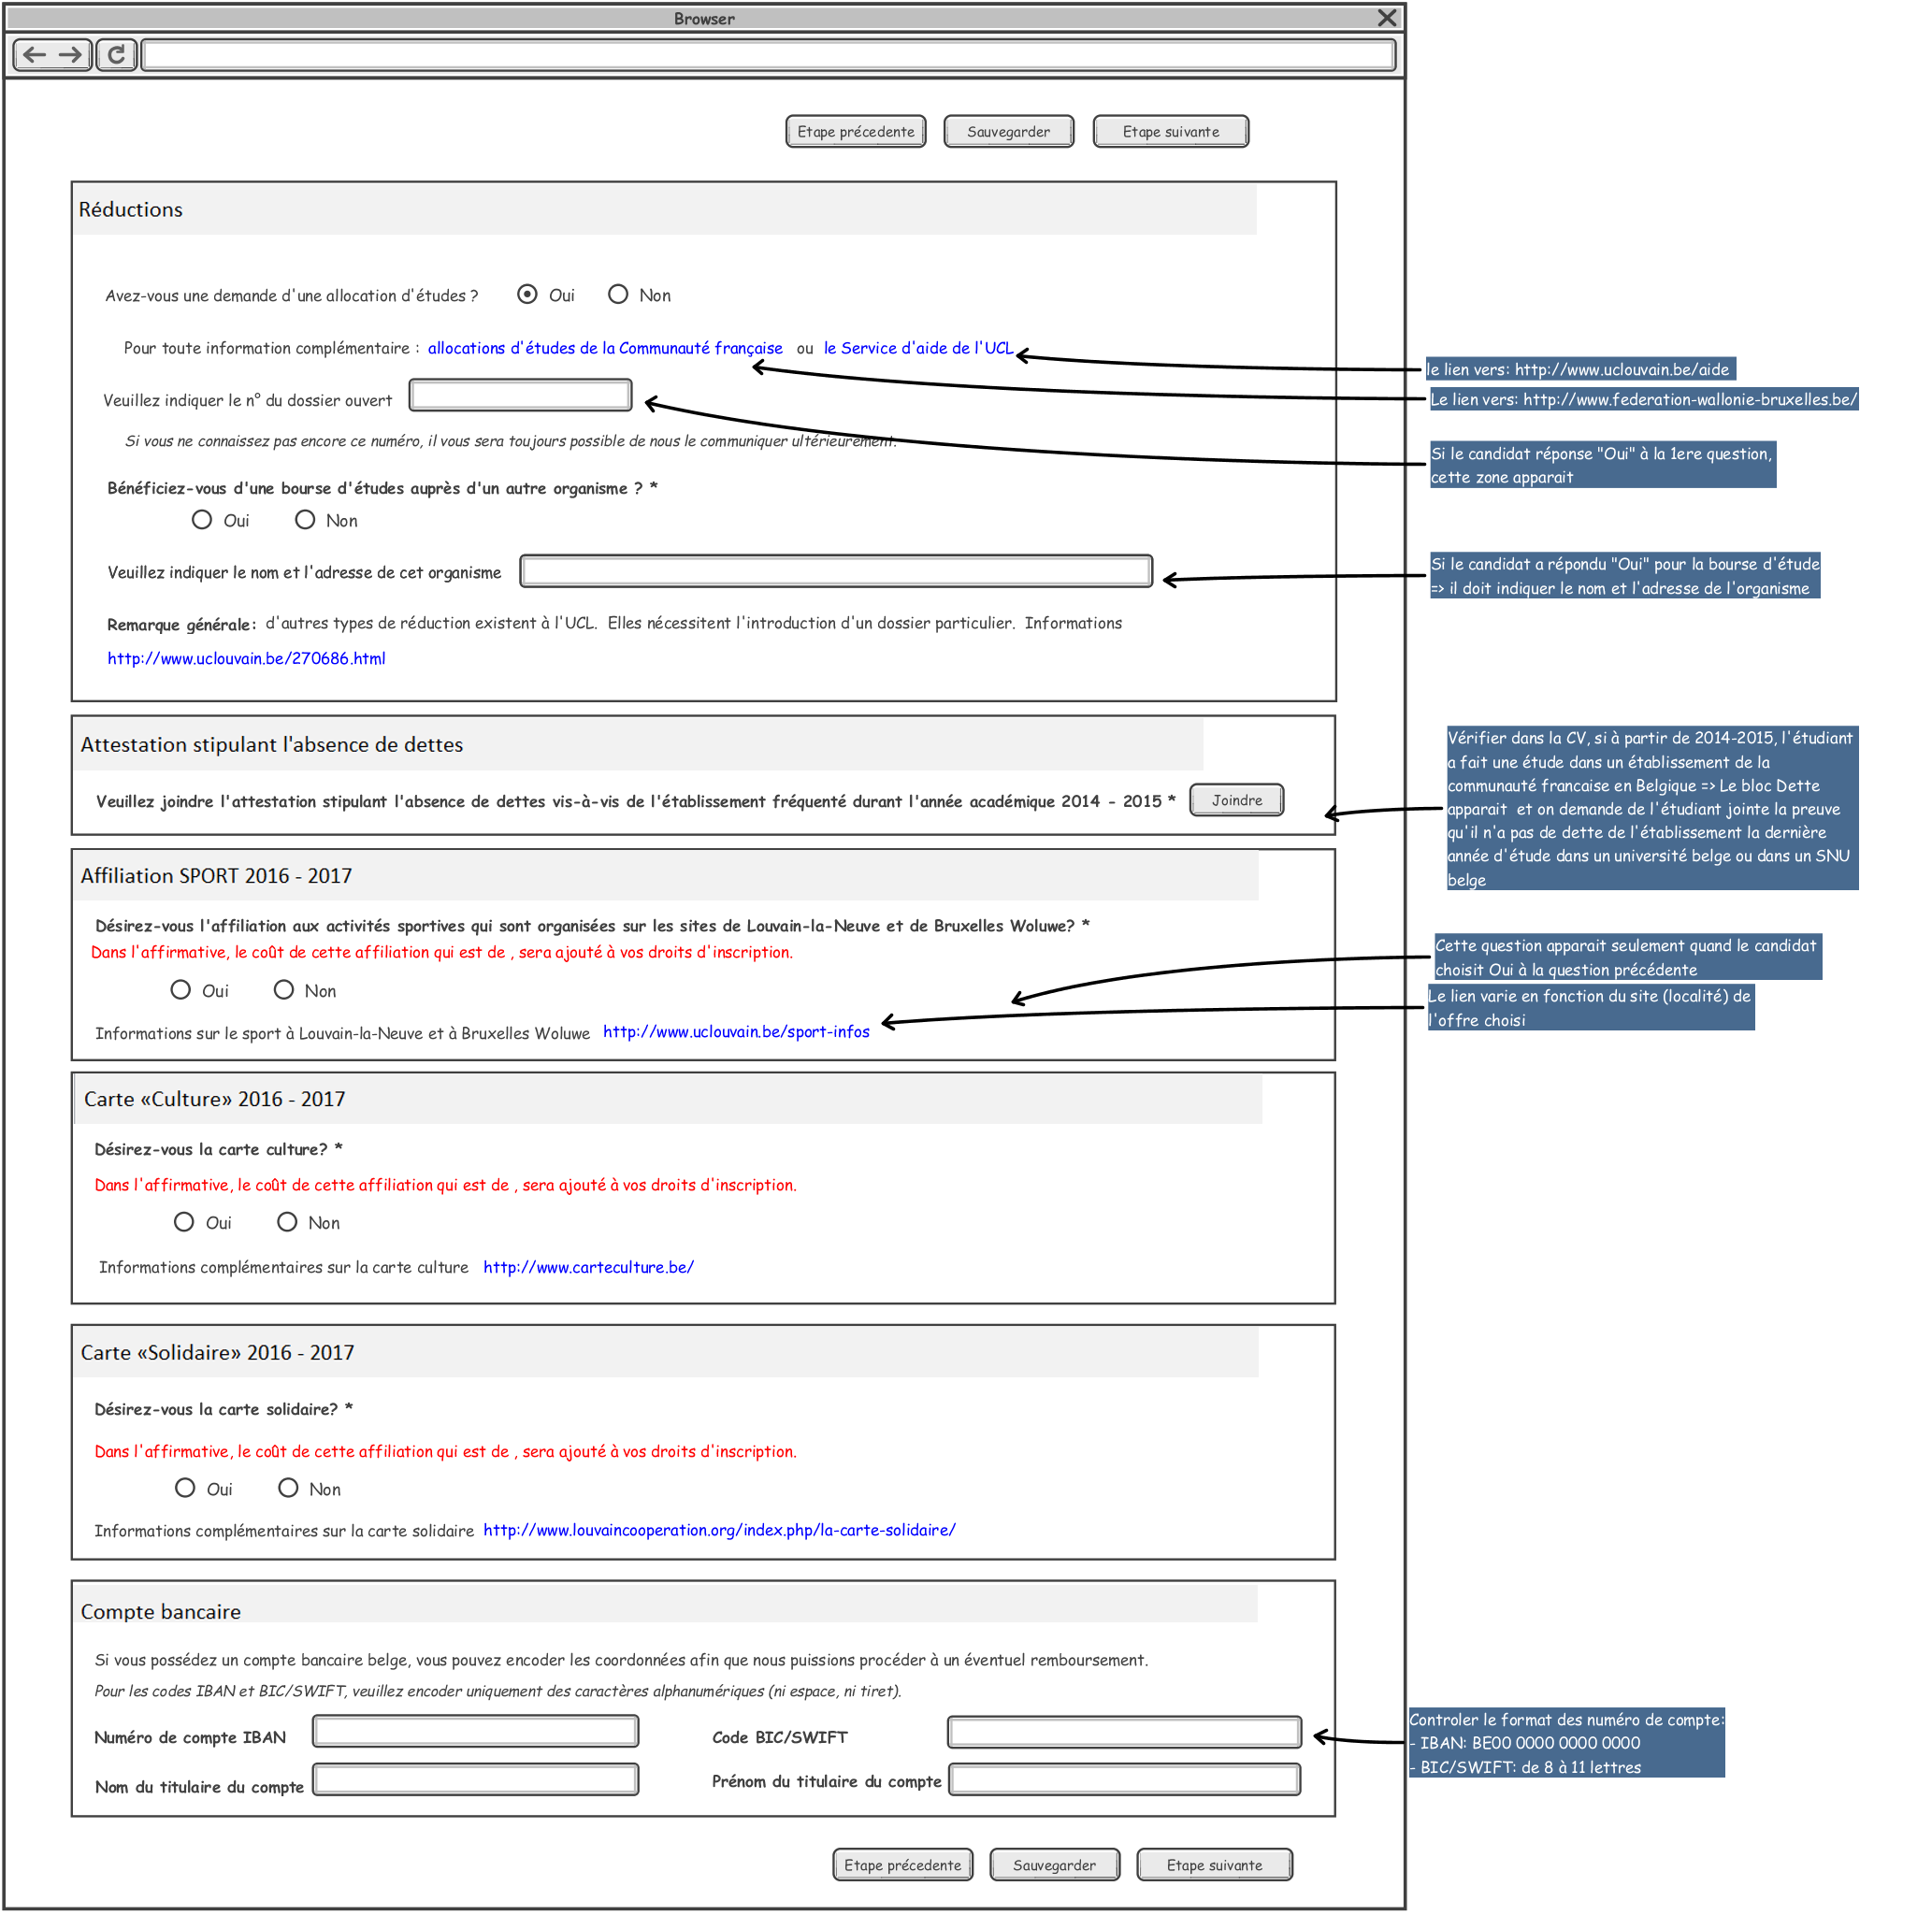 Browser
Etape précedente
Sauvegarder
Etape suivante
Réductions
Avez-vous une demande d'une allocation d'études ?
Oui
Non
Pour toute information complémentaire : allocations d'études de la Communauté française ou le Service d'aide de l'UCL
le lien vers: http://www.uclouvain.be/aide
Le lien vers: http://www.federation-wallonie-bruxelles.be/
Veuillez indiquer le n° du dossier ouvert
Si vous ne connaissez pas encore ce numéro, il vous sera toujours possible de nous le communiquer ultérieurement.
Si le candidat réponse "Oui" à la 1ere question,
cette zone apparait
Bénéficiez-vous d'une bourse d'études auprès d'un autre organisme ? *
Oui
Non
Veuillez indiquer le nom et l'adresse de cet organisme
Si le candidat a répondu "Oui" pour la bourse d'étude
=> il doit indiquer le nom et l'adresse de l'organisme
Remarque générale: d'autres types de réduction existent à l'UCL. Elles nécessitent l'introduction d'un dossier particulier. Informations
http://www.uclouvain.be/270686.html
Attestation stipulant l'absence de dettes
Veuillez joindre l'attestation stipulant l'absence de dettes vis-à-vis de l'établissement fréquenté durant l'année académique 2014 - 2015 *
Joindre
Vérifier dans la CV, si à partir de 2014-2015, l'étudiant
a fait une étude dans un établissement de la
communauté francaise en Belgique => Le bloc Dette
apparait et on demande de l'étudiant jointe la preuve
qu'il n'a pas de dette de l'établissement la dernière
année d'étude dans un université belge ou dans un SNU
belge
Affiliation SPORT 2016 - 2017
Désirez-vous l'affiliation aux activités sportives qui sont organisées sur les sites de Louvain-la-Neuve et de Bruxelles Woluwe? *
Dans l'affirmative, le coût de cette affiliation qui est de , sera ajouté à vos droits d'inscription.
Oui
Non
Cette question apparait seulement quand le candidat
choisit Oui à la question précédente
Le lien varie en fonction du site (localité) de
l'offre choisi
Informations sur le sport à Louvain-la-Neuve et à Bruxelles Woluwe http://www.uclouvain.be/sport-infos
Carte «Culture» 2016 - 2017
Désirez-vous la carte culture? *
Dans l'affirmative, le coût de cette affiliation qui est de , sera ajouté à vos droits d'inscription.
Oui
Non
Informations complémentaires sur la carte culture http://www.carteculture.be/
Carte «Solidaire» 2016 - 2017
Désirez-vous la carte solidaire? *
Dans l'affirmative, le coût de cette affiliation qui est de , sera ajouté à vos droits d'inscription.
Oui
Non
Informations complémentaires sur la carte solidaire http://www.louvaincooperation.org/index.php/la-carte-solidaire/
Compte bancaire
Si vous possédez un compte bancaire belge, vous pouvez encoder les coordonnées afin que nous puissions procéder à un éventuel remboursement.
Pour les codes IBAN et BIC/SWIFT, veuillez encoder uniquement des caractères alphanumériques (ni espace, ni tiret).
Numéro de compte IBAN
Code BIC/SWIFT
Nom du titulaire du compte
Prénom du titulaire du compte
Controler le format des numéro de compte:
- IBAN: BE00 0000 0000 0000
- BIC/SWIFT: de 8 à 11 lettres
Etape précedente
Sauvegarder
Etape suivante